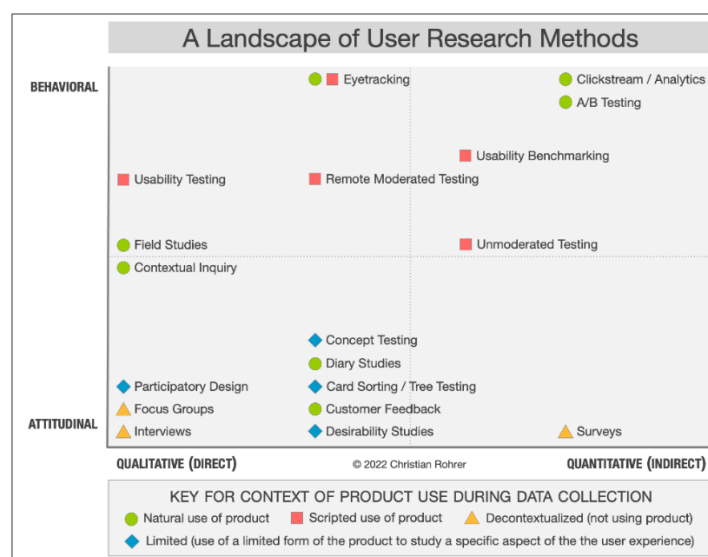 A Landscape of User Research Methods
BEHAVIORAL
Eyetracking
Clickstream / Analytics
A/B Testing
Usability Benchmarking
Usability Testing
Remote Moderated Testing
Field Studies
Unmoderated Testing
Contextual Inquiry
Concept Testing
Diary Studies
Participatory Design
Card Sorting / Tree Testing
Focus Groups
Customer Feedback
ATTITUDINAL
Interviews
Desirability Studies
Surveys
QUALITATIVE (DIRECT)
© 2022 Christian Rohrer
QUANTITATIVE (INDIRECT)
KEY FOR CONTEXT OF PRODUCT USE DURING DATA COLLECTION
Natural use of product
Scripted use of product
Decontextualized (not using product)
Limited (use of a limited form of the product to study a specific aspect of the the user experience)